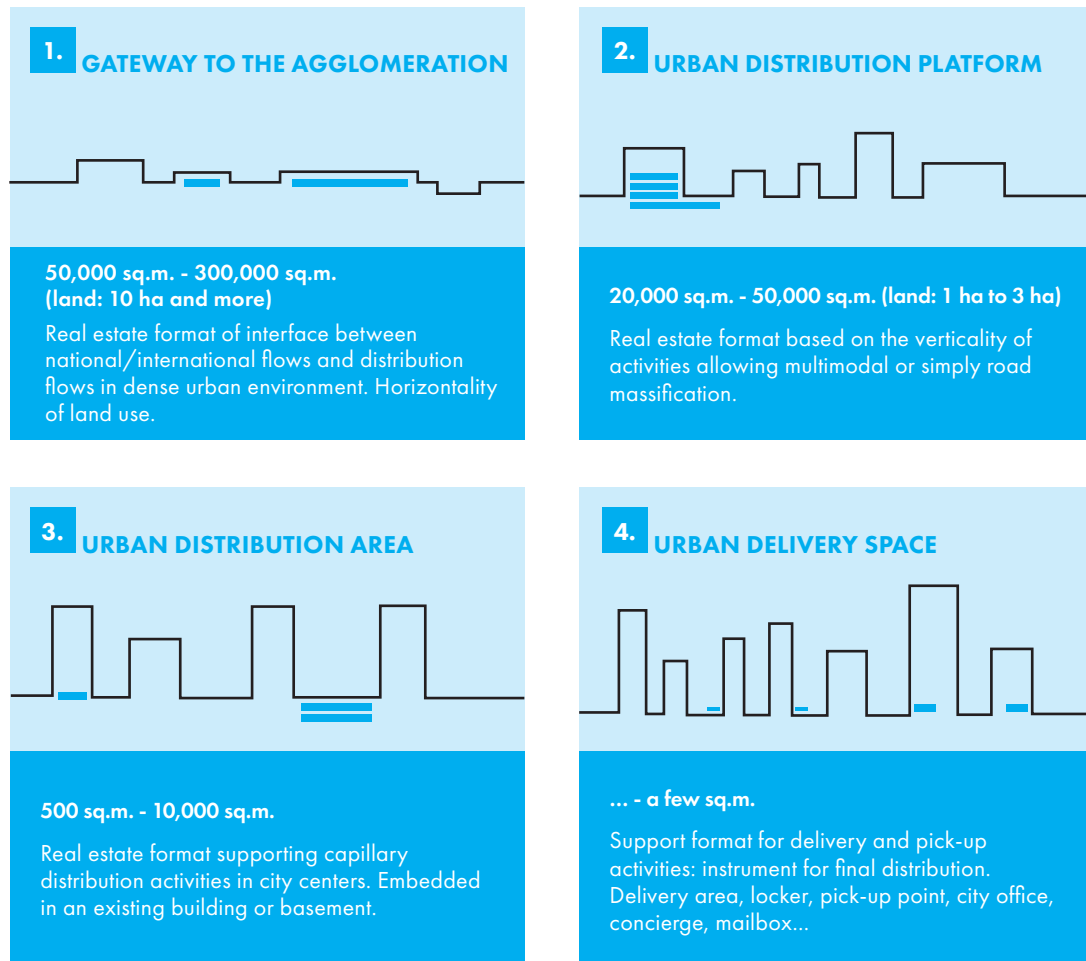 1.
GATEWAY TO THE AGGLOMERATION
50,000 sq.m. - 300,000 sq.m.
(land: 10 ha and more)
Real estate format of interface between
national/international flows and distribution
flows in dense urban environment. Horizontality
of land use.
2.
URBAN DISTRIBUTION PLATFORM
20,000 sq.m. - 50,000 sq.m. (land: 1 ha to 3 ha)
Real estate format based on the verticality of
activities allowing multimodal or simply road
massification.
3.
URBAN DISTRIBUTION AREA
500 sq.m. - 10,000 sq.m.
Real estate format supporting capillary
distribution activities in city centers. Embedded
in an existing building or basement.
4.
URBAN DELIVERY SPACE
... - a few sq.m.
Support format for delivery and pick-up
activities: instrument for final distribution.
Delivery area, locker, pick-up point, city office,
concierge, mailbox...